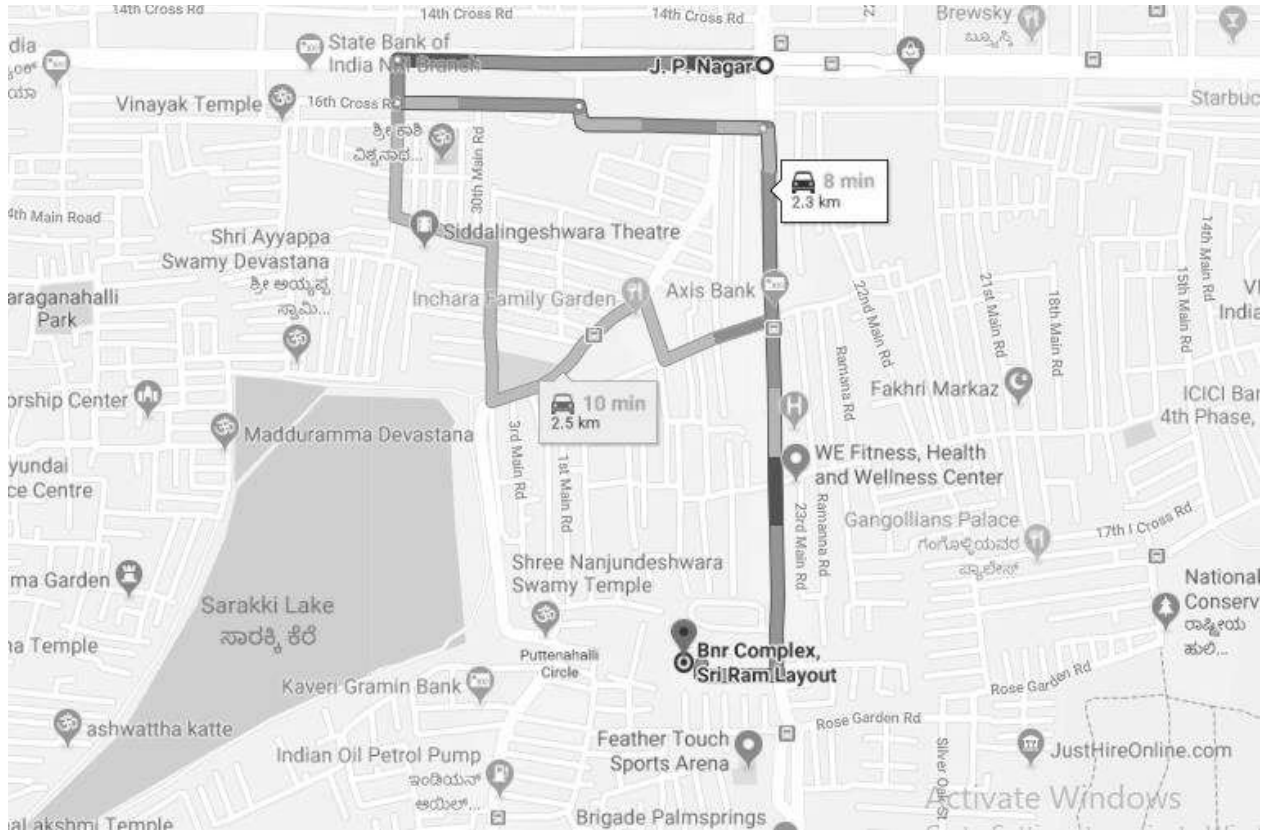 14th Cross Rd
14th Cross Rd
14th Cross Rd
Brewsky
ಬ್ರ್ಯೂಸ್ಕಿ
dia
State Bank of
India N
Branch
J. P. Nagar
Vinayak Temple
16th Cross R
Starbuc
ಶ್ರೀ ಕಾಶಿ
ವಿಶ್ವನಾಥ...
30th Main Rd
8 min
2.3 km
4th Main Road
Siddalingeshwara Theatre
Shri Ayyappa
Swamy Devastana
ಶ್ರೀ ಅಯ್ಯಪ್ಪ
ಸ್ವಾಮಿ...
14th Main Rd
15th Main Rd
araganahalli
Park
Inchara Family Garden
Axis Bank
22nd Main Rd
21st Main Rd
18th Main Rd
VI
India
Ramana Rd
Fakhri Markaz
ICICI Bar
4th Phase,
orship Center
10 min
2.5 km
Madduramma Devastana
3rd Main Rd
1st Main Rd
WE Fitness, Health
and Wellness Center
yundai
ce Centre
23rd Main Rd
Ramanna Rd
Gangollians Palace
ಗಂಗೊಳ್ಳಿಯವರ
ಪ್ಯಾಲೇಸ್
17th I Cross Rd
Shree Nanjundeshwara
Swamy Temple
ma Garden
National
Conserv
ರಾಷ್ಟ್ರೀಯ
ಹುಲಿ...
Sarakki Lake
ಸಾರಕ್ಕಿ ಕೆರೆ
na Temple
Puttenahalli
Circle
Bnr Complex,
Sri Ram Layout
Kaveri Gramin Bank
Rose Garden Rd
Rose Garden Rd
ashwattha katte
Indian Oil Petrol Pump
ಇಂಡಿಯನ್
ಆಯಿಲ್...
Feather Touch
Sports Arena
Silver Oak St
JustHireOnline.com
Activate Windows
Brigade Palmsprings
Lakshmi Temple